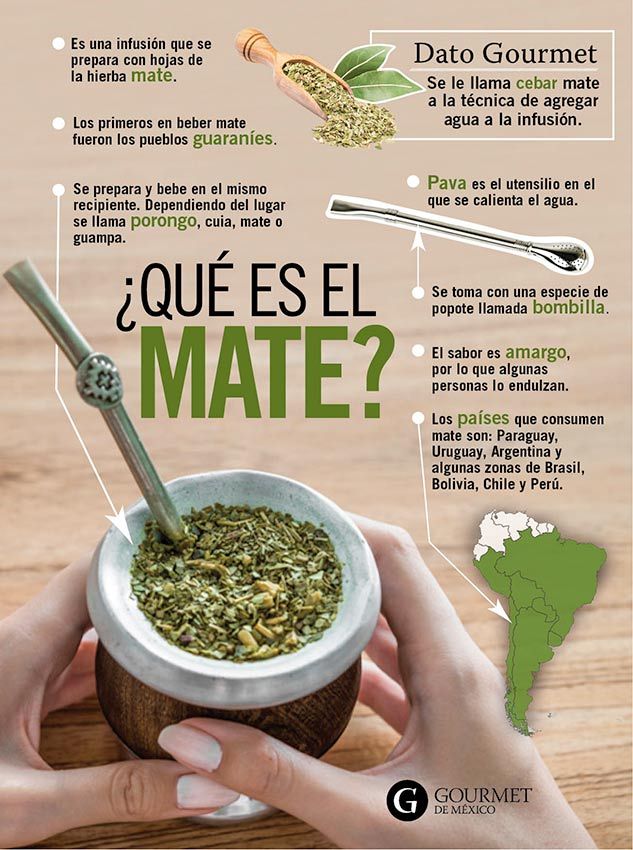 Es una infusión que se
prepara con hojas de
la hierba mate.
Los primeros en beber mate
fueron los pueblos guaraníes.
Se prepara y bebe en el mismo
recipiente. Dependiendo del lugar
se llama porongo, cuia, mate o
guampa.
Dato Gourmet
Se le llama cebar mate
a la técnica de agregar
agua a la infusión.
Pava es el utensilio en el
que se calienta el agua.
¿QUÉ ES EL
MATE?
Se toma con una especie de
popote llamada bombilla.
El sabor es amargo,
por lo que algunas
personas lo endulzan.
Los países que consumen
mate son: Paraguay,
Uruguay, Argentina y
algunas zonas de Brasil,
Bolivia, Chile y Perú.
G GOURMET
DE MÉXICO